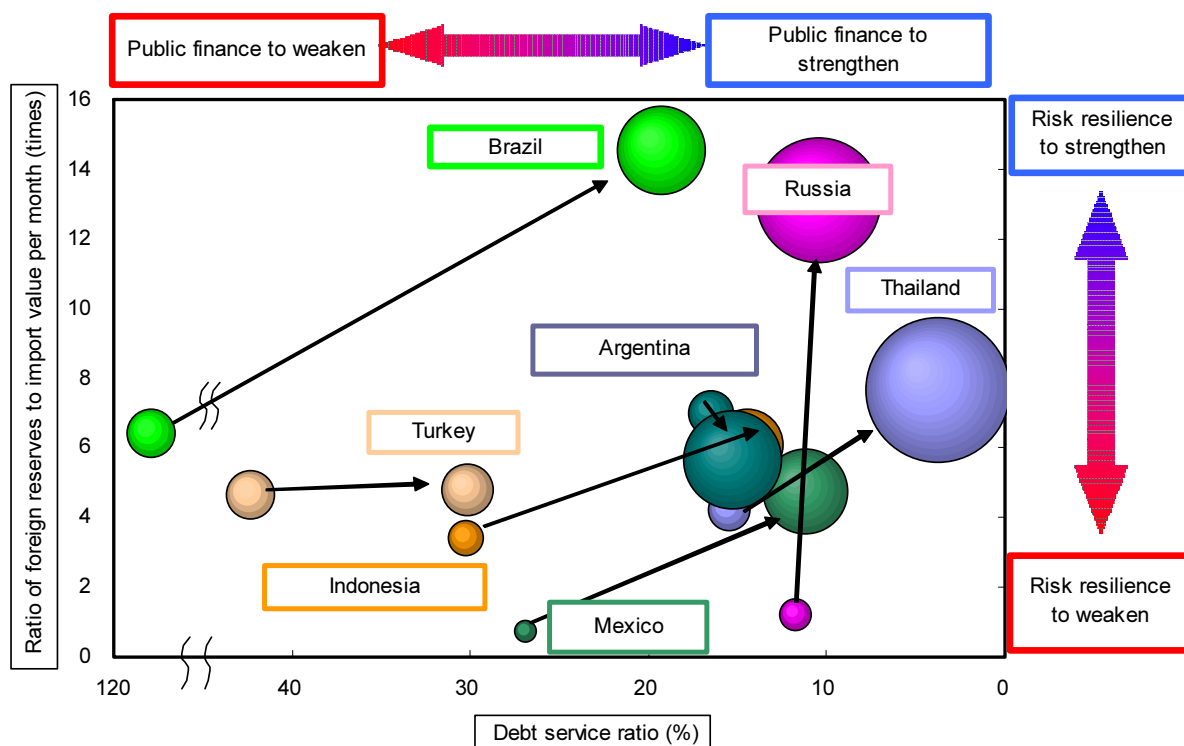 Public finance to weaken
Public finance to
strengthen
Ratio of foreign reserves to import value per month (times)
16
14
12
10
8
6
4
2
0
Brazil
Russia
Thailand
Argentina
Turkey
Indonesia
Mexico
Risk resilience
to strengthen
Risk resilience
to weaken
120
40
30
20
10
0
Debt service ratio (%)